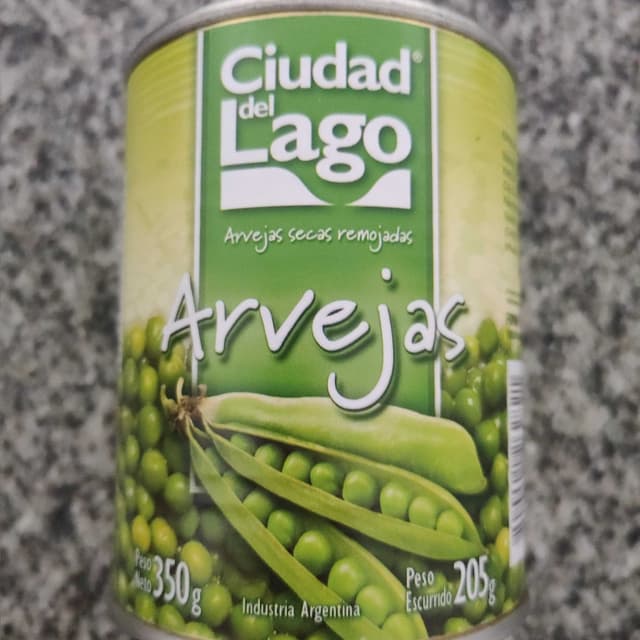 Ciudad®
del
Lago
Arvejas secas remojadas
Arvejas
Peso
Neto 350g
Industria Argentina
Peso
Escurrido 205g